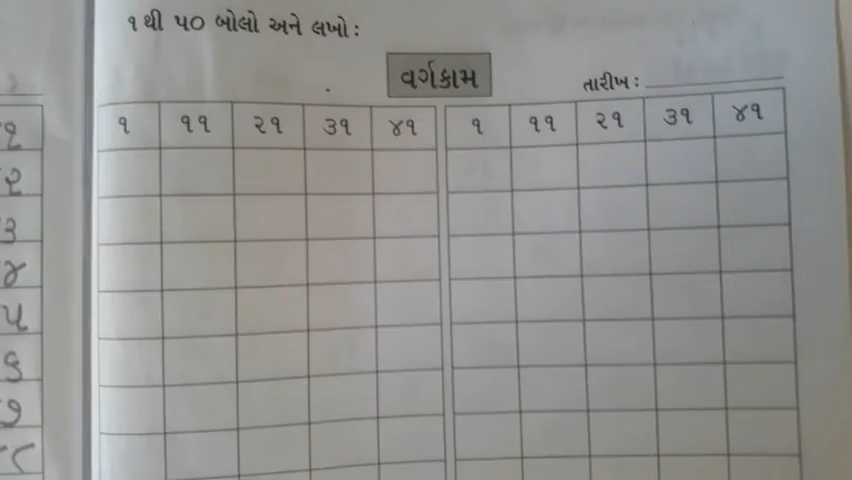 ૧ થી ૫૦ બોલો અને લખો :
વર્ગકામ
તારીખ :
૧ ૧૧ ૨૧ ૩૧ ૪૧ ૧ ૧૧ ૨૧ ૩૧ ૪૧
૨
૩
૪
૫
૬
૭